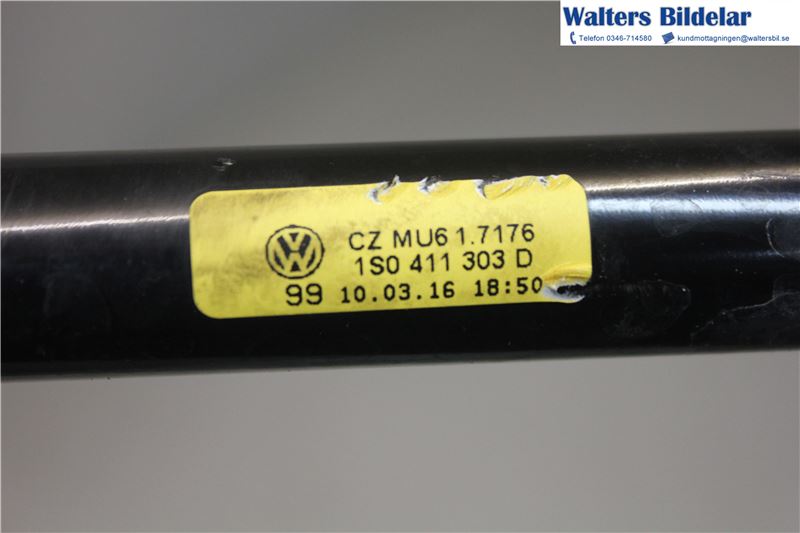 Walters Bildelar
Telefon 0346-714580 kundmottagningen@waltersbil.se
CZ MU6 1.7176
1S0 411 303 D
99 10.03.16 18:50